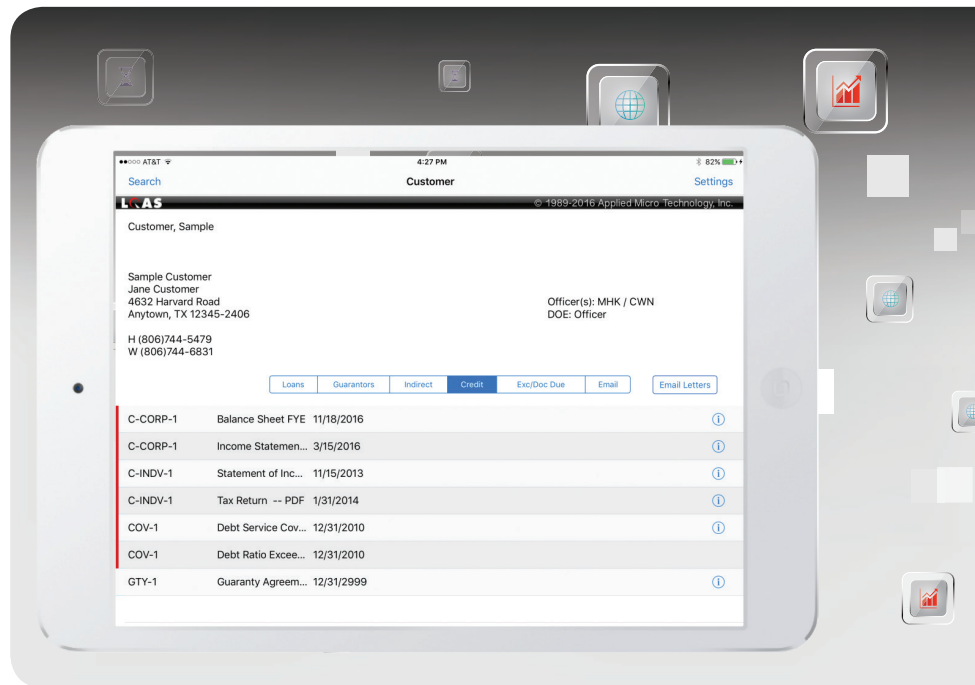 ●●○○○ AT&T 4:27 PM 82%
Search Customer Settings
LQAS © 1989-2016 Applied Micro Technology, Inc.
Customer, Sample
Sample Customer
Jane Customer
4632 Harvard Road Officer(s): MHK / CWN
Anytown, TX 12345-2406 DOE: Officer
H (806)744-5479
W (806)744-6831
Loans Guarantors Indirect Credit Exc/Doc Due Email Email Letters
C-CORP-1 Balance Sheet FYE 11/18/2016
C-CORP-1 Income Statemen... 3/15/2016
C-INDV-1 Statement of Inc... 11/15/2013
C-INDV-1 Tax Return -- PDF 1/31/2014
COV-1 Debt Service Cov... 12/31/2010
COV-1 Debt Ratio Excee... 12/31/2010
GTY-1 Guaranty Agreem... 12/31/2999